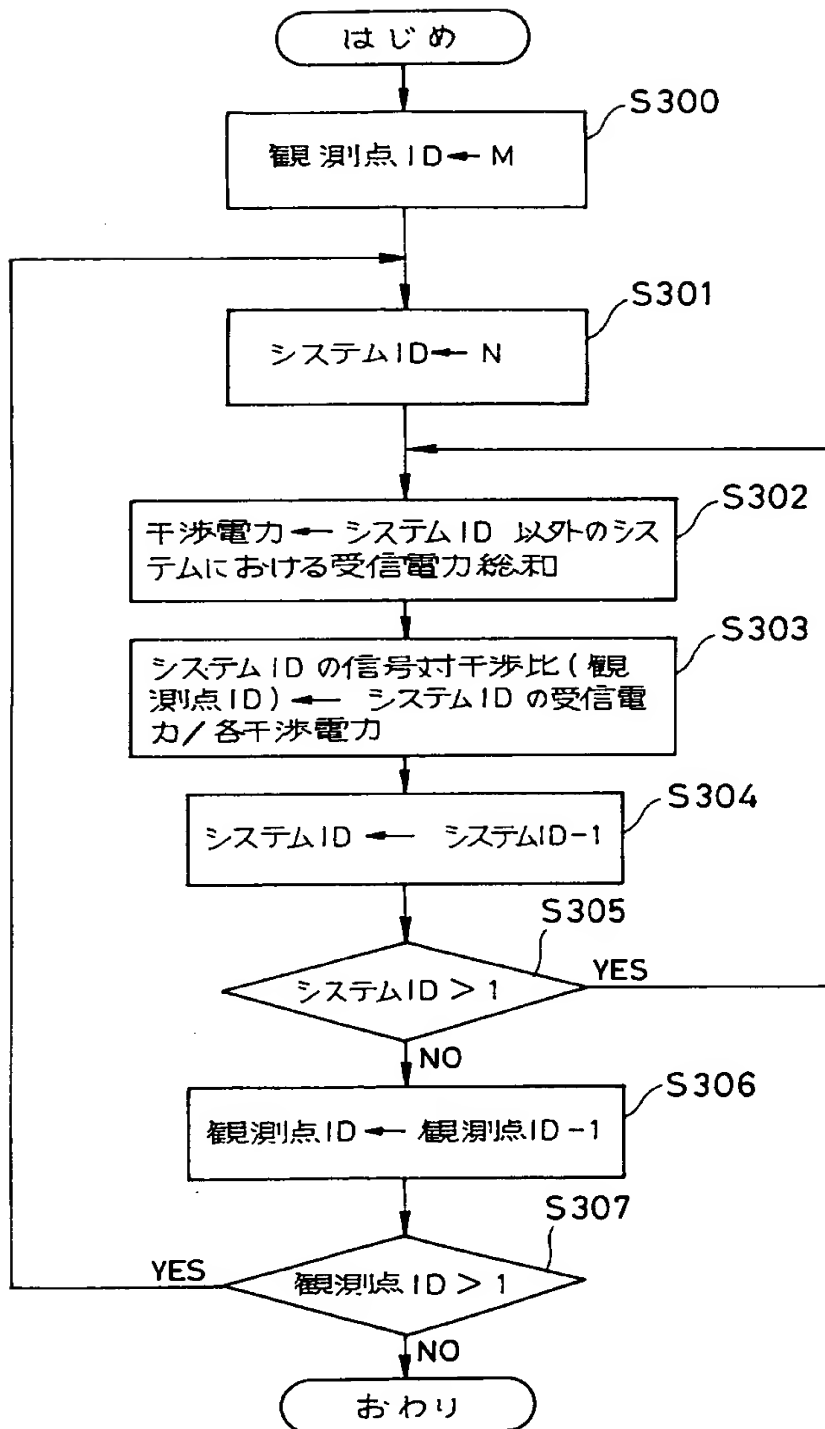 はじめ
S300
観測点ID←M
S301
システムID←N
S302
干渉電力←システムID 以外のシス
テムにおける受信電力総和
S303
システムIDの信号対干渉比(観
測点ID)← システムIDの受信電
力/各干渉電力
S304
システムID ← システムID-1
S305
システムID > 1
YES
NO
S306
観測点ID ← 観測点ID-1
S307
YES
観測点ID > 1
NO
おわり